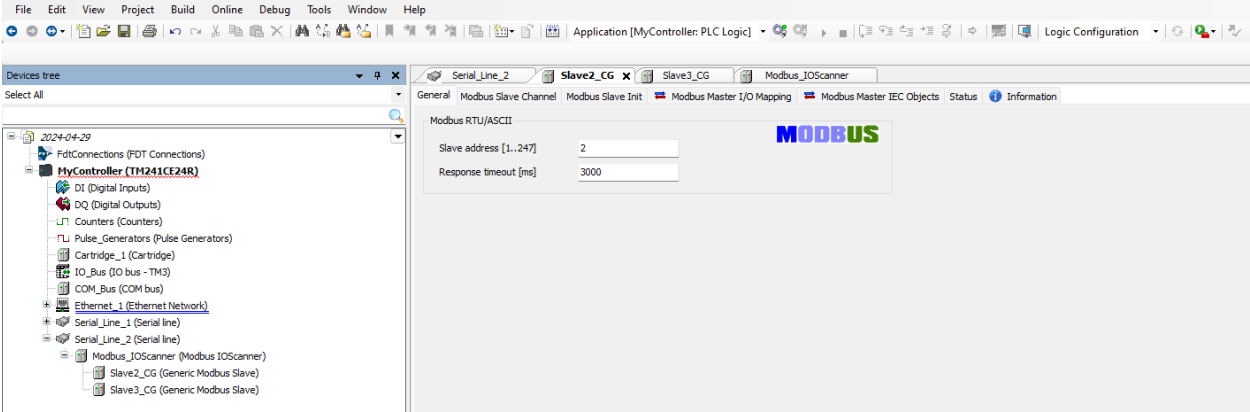 File Edit View Project Build Online Debug Tools Window Help
Application [MyController: PLC Logic] Logic Configuration
Devices tree
Select All
2024-04-29
FdtConnections (FDT Connections)
MyController (TM241CE24R)
DI (Digital Inputs)
DQ (Digital Outputs)
Counters (Counters)
Pulse_Generators (Pulse Generators)
Cartridge_1 (Cartridge)
IO_Bus (IO bus - TM3)
COM_Bus (COM bus)
Ethernet_1 (Ethernet Network)
Serial_Line_1 (Serial line)
Serial_Line_2 (Serial line)
Modbus_IOScanner (Modbus IOScanner)
Slave2_CG (Generic Modbus Slave)
Slave3_CG (Generic Modbus Slave)
Serial_Line_2 Slave2_CG Slave3_CG Modbus_IOScanner
General Modbus Slave Channel Modbus Slave Init Modbus Master I/O Mapping Modbus Master IEC Objects Status Information
Modbus RTU/ASCII
MODBUS
Slave address [1..247] 2
Response timeout [ms] 3000